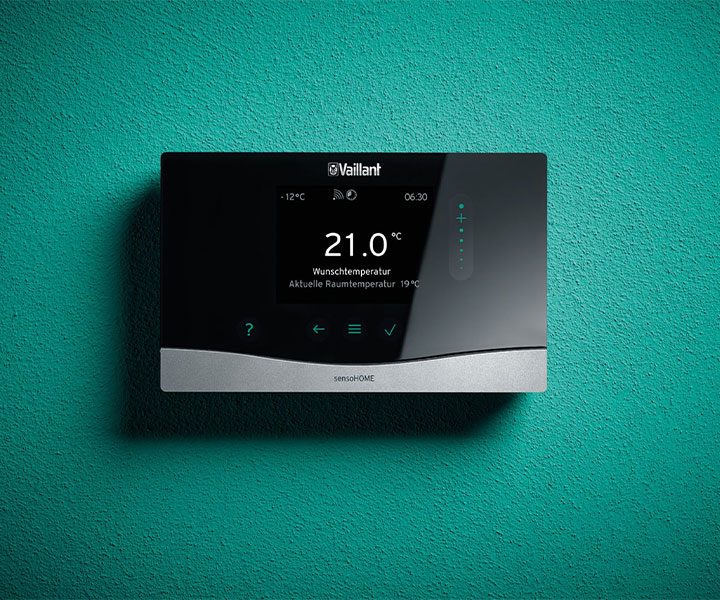 Vaillant
-12°C 06:30
21.0 °C
Wunschtemperatur
Aktuelle Raumtemperatur 19°C
?
sensoHOME